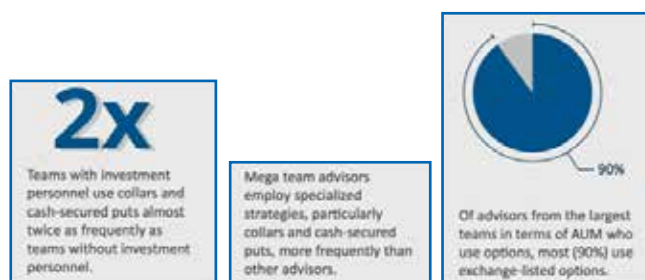 2x
Teams with investment
personnel use collars and
cash-secured puts almost
twice as frequently as
teams without investment
personnel.
Mega team advisors
employ specialized
strategies, particularly
collars and cash-secured
puts, more frequently than
other advisors.
90%
Of advisors from the largest
teams in terms of AUM who
use options, most (90%) use
exchange-listed options.